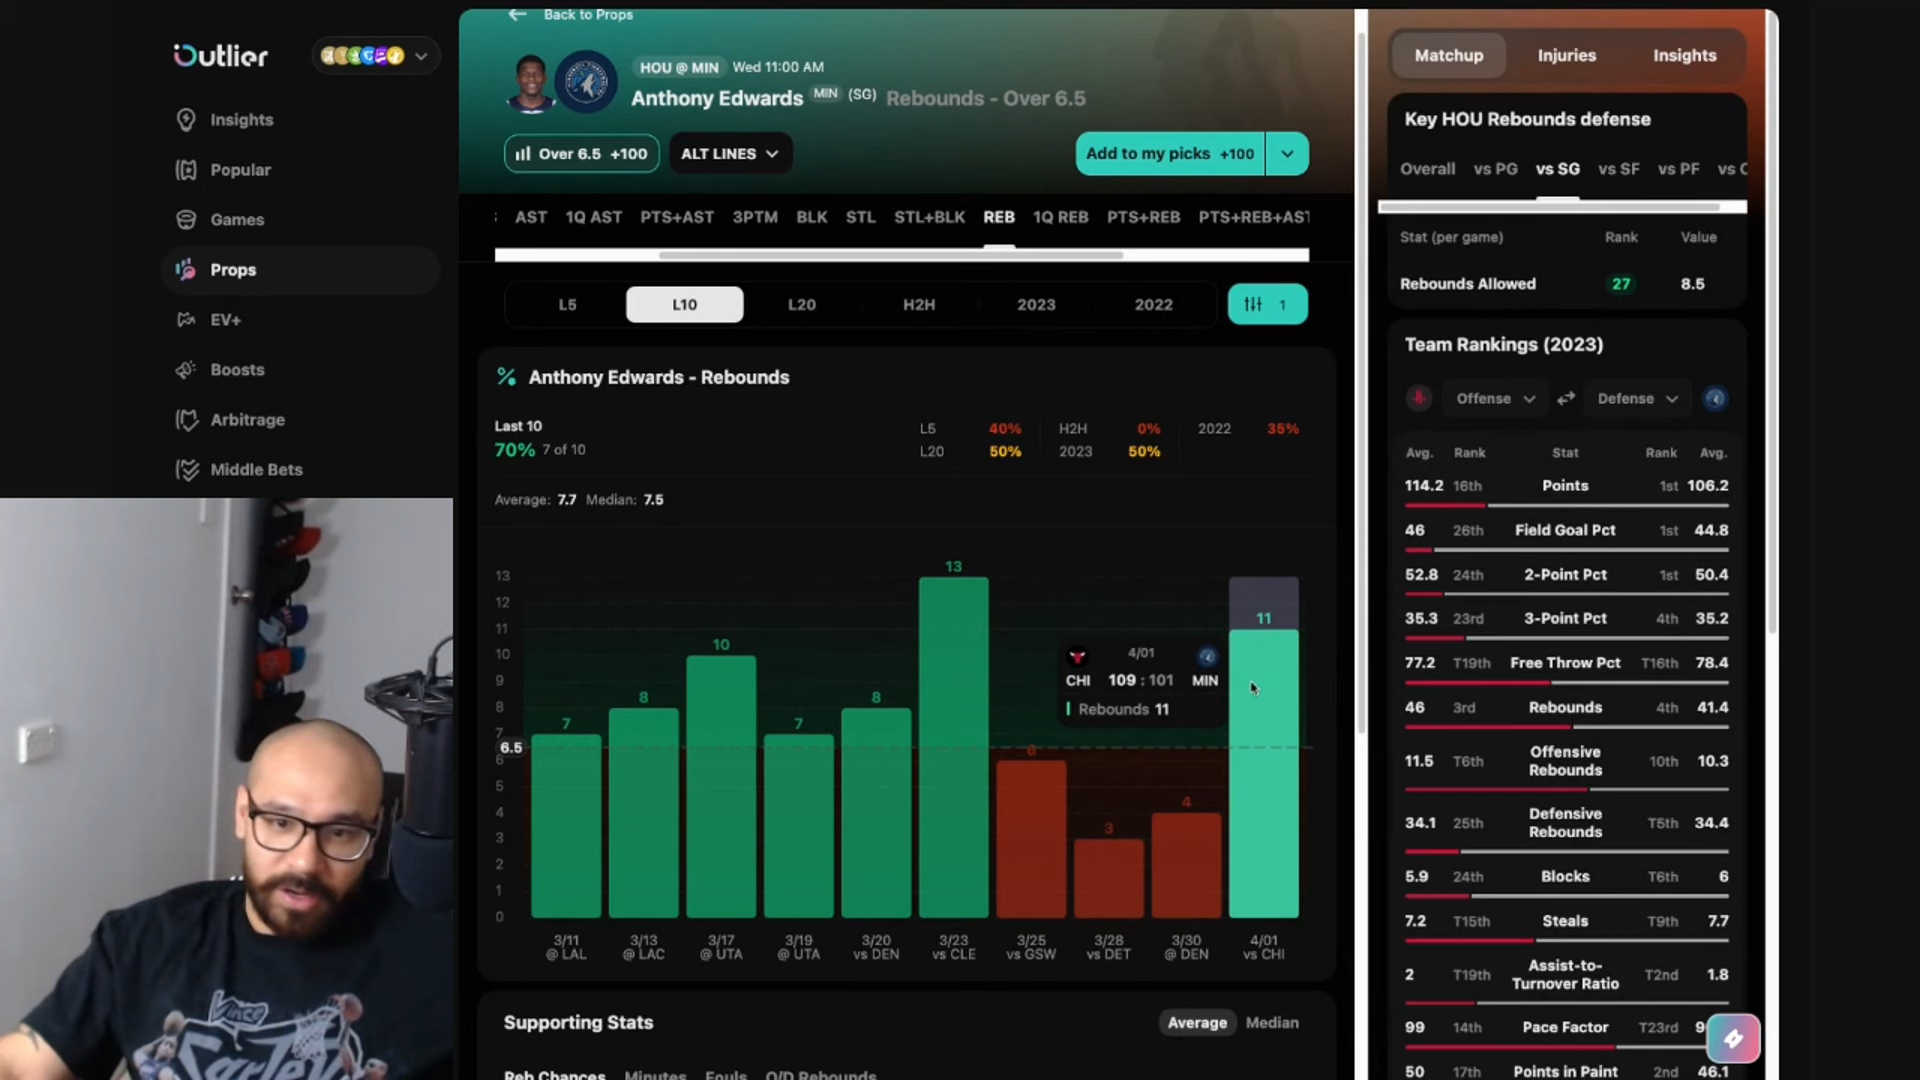 Outlier
Insights
Popular
Games
Props
EV+
Boosts
Arbitrage
Middle Bets
Back to Props
HOU @ MIN Wed 11:00 AM
Anthony Edwards MIN (SG) Rebounds - Over 6.5
Over 6.5 +100
ALT LINES
Add to my picks +100
AST 1Q AST PTS+AST 3PTM BLK STL STL+BLK REB 1Q REB PTS+REB PTS+REB+AST
L5 L10 L20 H2H 2023 2022
1
Anthony Edwards - Rebounds
Last 10
70% 7 of 10
L5 40% H2H 0% 2022 35%
L20 50% 2023 50%
Average: 7.7 Median: 7.5
13
12
11
10
9
8
7
6.5
6
5
4
3
2
1
0
7
8
10
7
8
13
6
3
4
11
4/01
CHI 109 : 101 MIN
Rebounds 11
3/11 @ LAL
3/13 @ LAC
3/17 @ UTA
3/19 @ UTA
3/20 vs DEN
3/23 vs CLE
3/25 vs GSW
3/28 vs DET
3/30 @ DEN
4/01 vs CHI
Supporting Stats
Average Median
Reb Chances Minutes Fouls O/D Rebounds
Matchup Injuries Insights
Key HOU Rebounds defense
Overall vs PG vs SG vs SF vs PF vs C
Stat (per game) Rank Value
Rebounds Allowed 27 8.5
Team Rankings (2023)
Offense Defense
Avg. Rank Stat Rank Avg.
114.2 16th Points 1st 106.2
46 26th Field Goal Pct 1st 44.8
52.8 24th 2-Point Pct 1st 50.4
35.3 23rd 3-Point Pct 4th 35.2
77.2 T19th Free Throw Pct T16th 78.4
46 3rd Rebounds 4th 41.4
11.5 T6th Offensive Rebounds 10th 10.3
34.1 25th Defensive Rebounds T5th 34.4
5.9 24th Blocks T6th 6
7.2 T15th Steals T9th 7.7
2 T19th Assist-to-Turnover Ratio T2nd 1.8
99 14th Pace Factor T23rd
50 17th Points in Paint 2nd 46.1
Vince
Carter